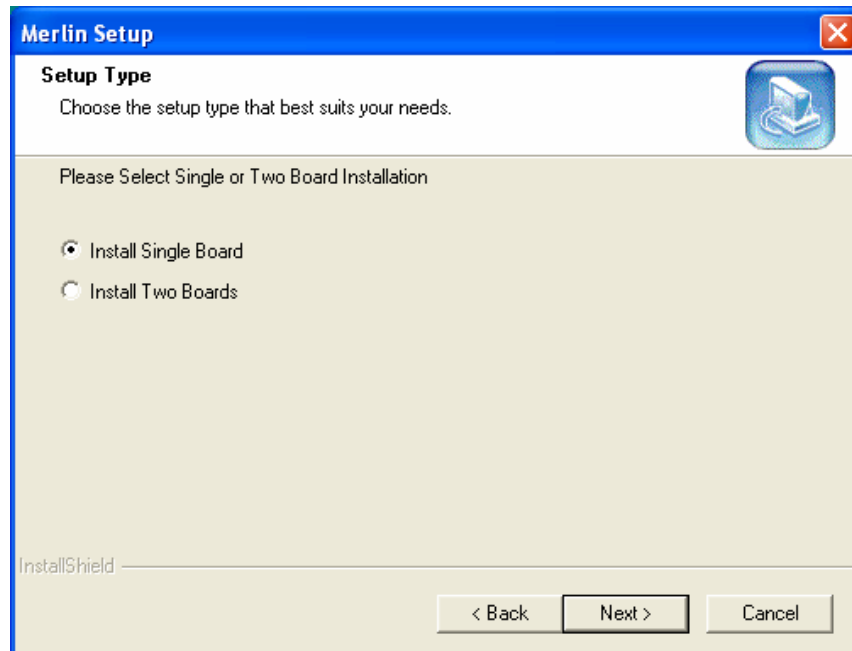 Merlin Setup
Setup Type
Choose the setup type that best suits your needs.
Please Select Single or Two Board Installation
Install Single Board
Install Two Boards
InstallShield
< Back Next > Cancel